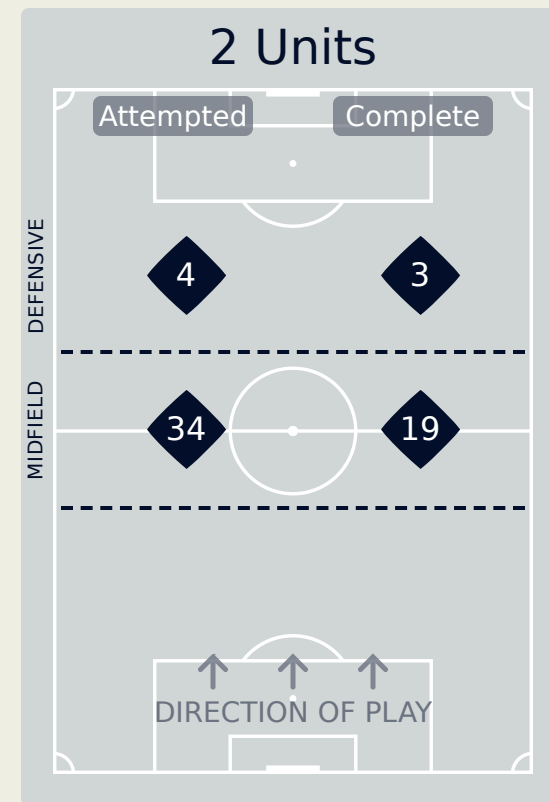 2 Units
Attempted
Complete
DEFENSIVE
4
3
MIDFIELD
34
19
DIRECTION OF PLAY